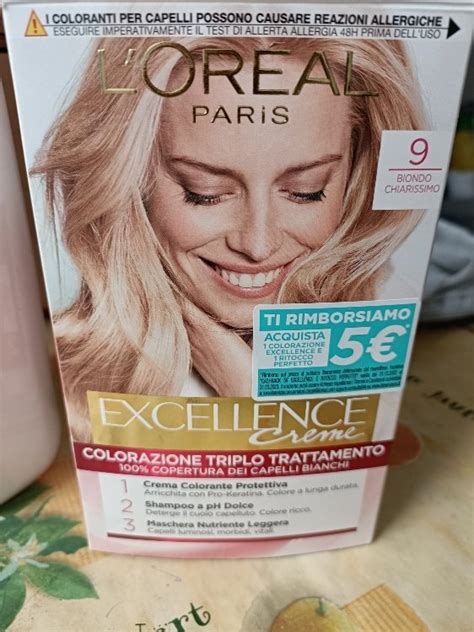 I COLORANTI PER CAPELLI POSSONO CAUSARE REAZIONI ALLERGICHE
ESEGUIRE IMPERATIVAMENTE IL TEST DI ALLERTA ALLERGIA 48H PRIMA DELL'USO
L'ORÉAL
PARIS
9
BIONDO
CHIARISSIMO
TI RIMBORSIAMO
ACQUISTA
1 COLORAZIONE
EXCELLENCE E
1 RITOCCO
PERFETTO
5€*
EXCELLENCE
Creme
COLORAZIONE TRIPLO TRATTAMENTO
100% COPERTURA DEI CAPELLI BIANCHI
1 Crema Colorante Protettiva
Arricchita con Pro-Keratina. Colore a lunga durata.
2 Shampoo a pH Dolce
Deterge il cuoio capelluto. Colore ricco.
3 Maschera Nutriente Leggera
Capelli luminosi, morbidi, vitali.